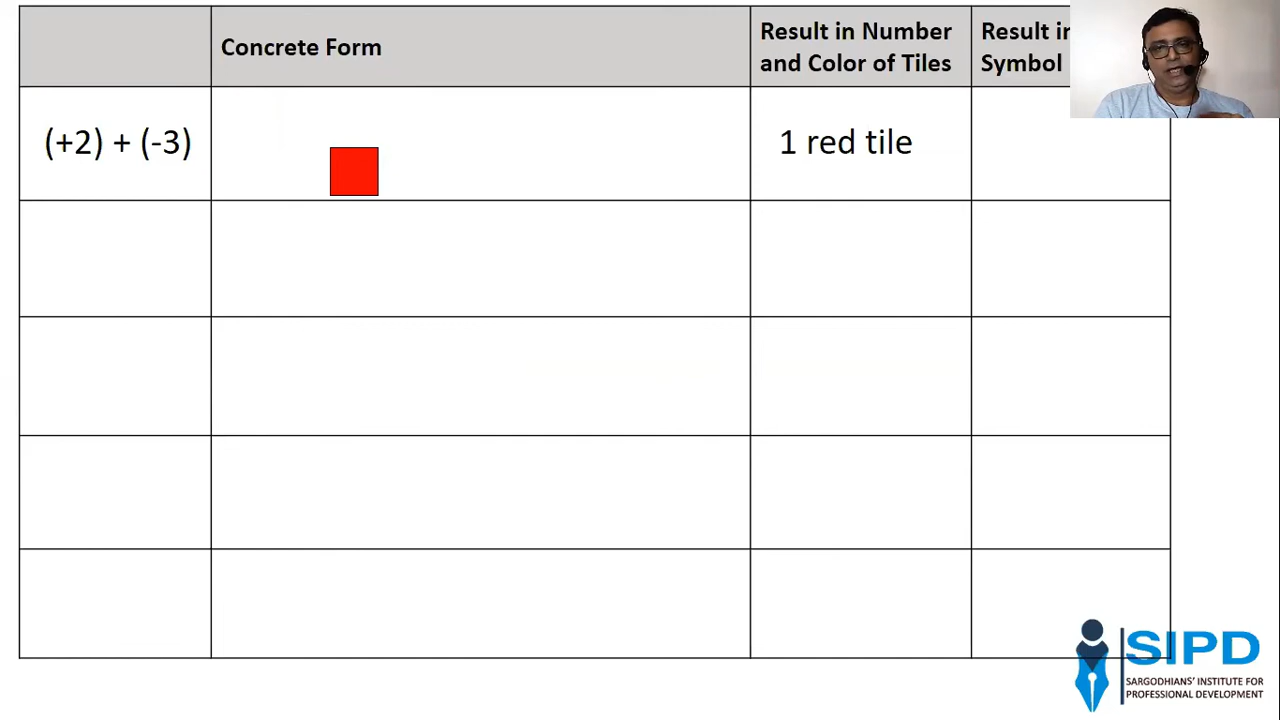 Concrete Form
Result in Number
and Color of Tiles
Result in
Symbol
(+2) + (-3)
1 red tile
SIPD
SARGODHIANS' INSTITUTE FOR
PROFESSIONAL DEVELOPMENT